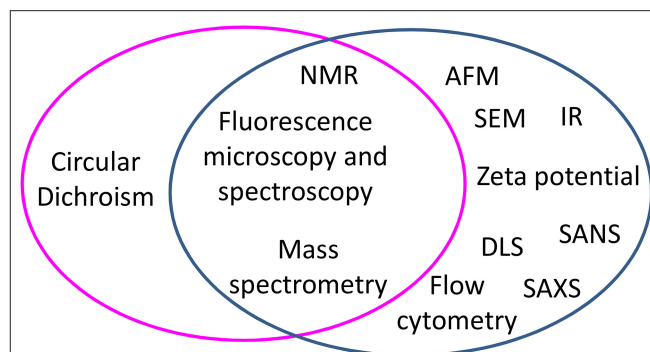 Circular
Dichroism
NMR
Fluorescence
microscopy and
spectroscopy
Mass
spectrometry
AFM
SEM
IR
Zeta potential
DLS
SANS
Flow
cytometry
SAXS